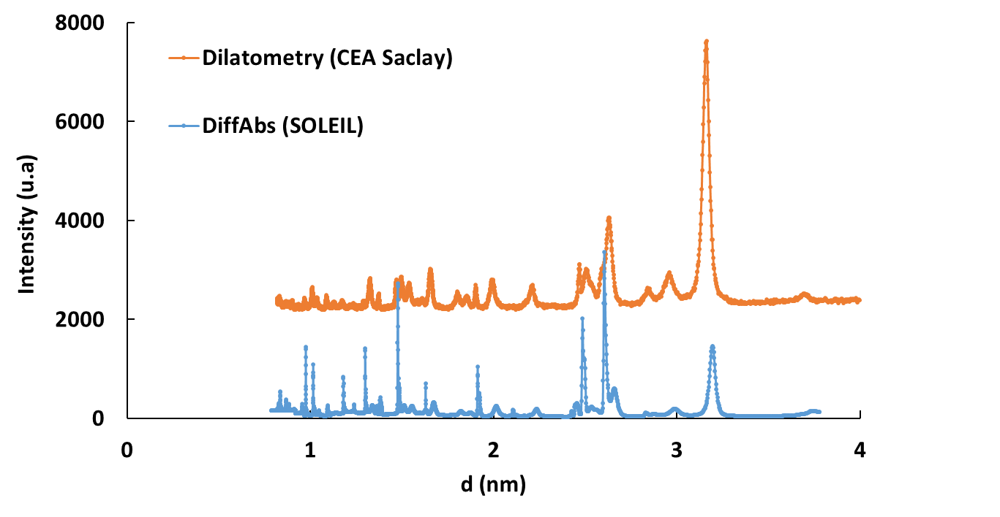 8000
Dilatometry (CEA Saclay)
DiffAbs (SOLEIL)
6000
4000
2000
0
Intensity (u.a)
0 1 2 3 4
d (nm)